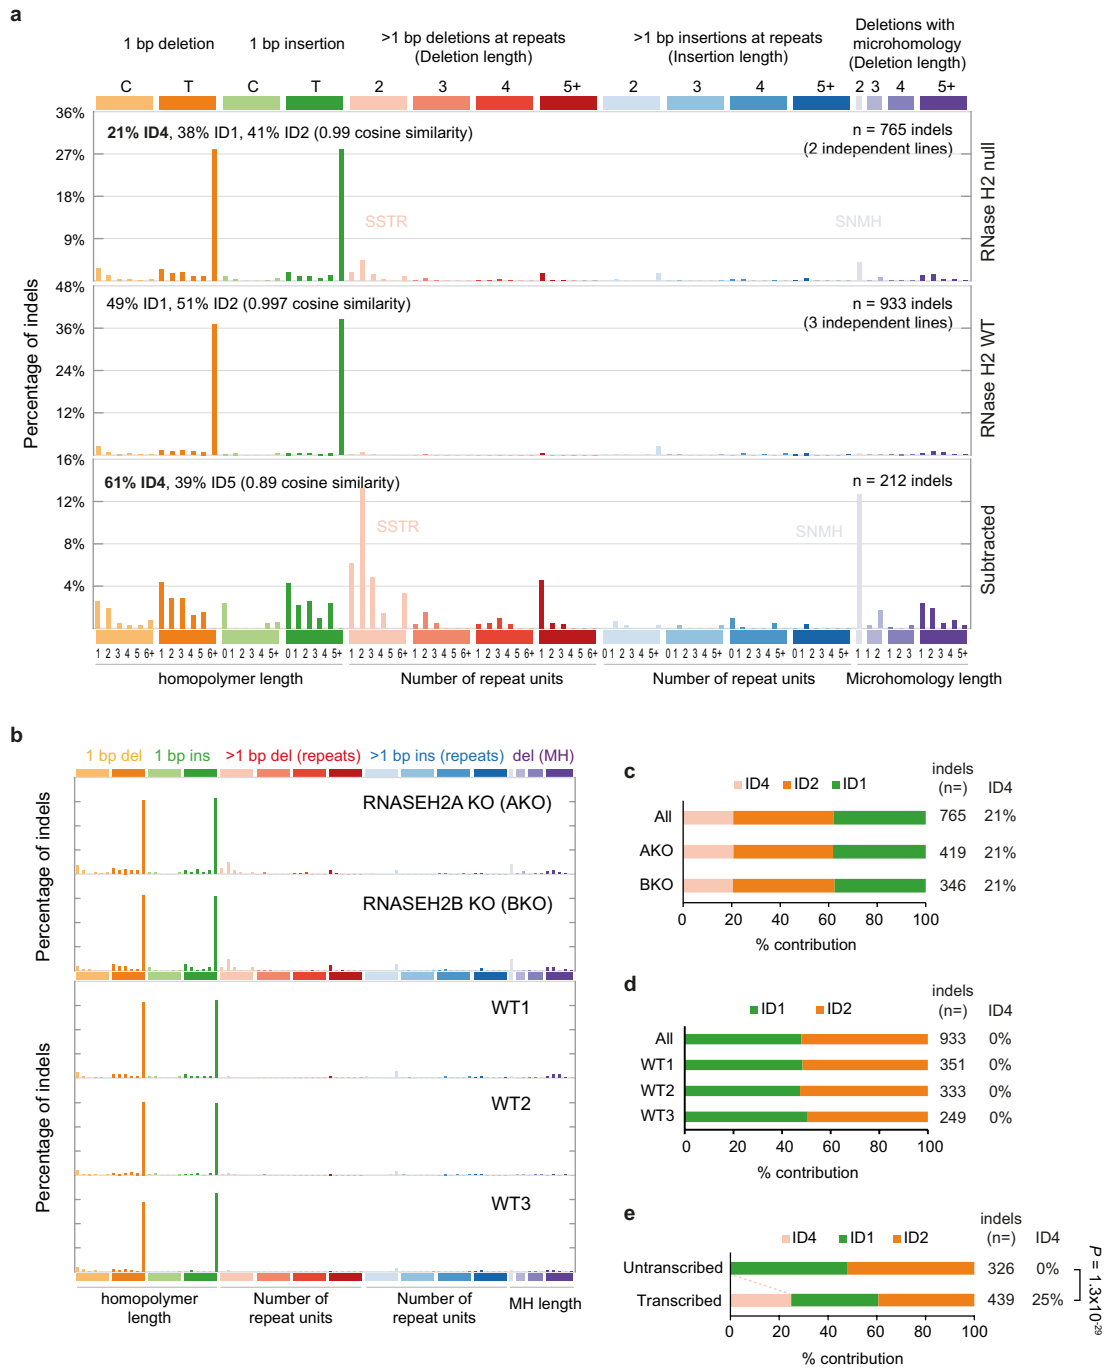 a
1 bp deletion
1 bp insertion
>1 bp deletions at repeats
(Deletion length)
>1 bp insertions at repeats
(Insertion length)
Deletions with
microhomology
(Deletion length)
C T C T 2 3 4 5+ 2 3 4 5+ 2 3 4 5+
Percentage of indels
36%
27%
18%
9%
21% ID4, 38% ID1, 41% ID2 (0.99 cosine similarity)
n = 765 indels
(2 independent lines)
SSTR
SNMH
RNase H2 null
48%
36%
24%
12%
49% ID1, 51% ID2 (0.997 cosine similarity)
n = 933 indels
(3 independent lines)
RNase H2 WT
16%
12%
8%
4%
61% ID4, 39% ID5 (0.89 cosine similarity)
n = 212 indels
SSTR
SNMH
Subtracted
1 2 3 4 5 6+ 1 2 3 4 5 6+ 0 1 2 3 4 5+ 0 1 2 3 4 5+ 1 2 3 4 5 6+ 1 2 3 4 5 6+ 1 2 3 4 5 6+ 1 2 3 4 5 6+ 0 1 2 3 4 5+ 0 1 2 3 4 5+ 0 1 2 3 4 5+ 0 1 2 3 4 5+ 1 1 2 1 2 3 1 2 3 4 5+
homopolymer length
Number of repeat units
Number of repeat units
Microhomology length
b
1 bp del
1 bp ins
>1 bp del (repeats)
>1 bp ins (repeats)
del (MH)
Percentage of indels
RNASEH2A KO (AKO)
Percentage of indels
RNASEH2B KO (BKO)
Percentage of indels
WT1
WT2
WT3
homopolymer
length
Number of
repeat units
Number of
repeat units
MH length
c
ID4 ID2 ID1
indels
(n=)
ID4
All 765 21%
AKO 419 21%
BKO 346 21%
0 20 40 60 80 100
% contribution
d
ID1 ID2
indels
(n=)
ID4
All 933 0%
WT1 351 0%
WT2 333 0%
WT3 249 0%
0 20 40 60 80 100
% contribution
e
ID4 ID1 ID2
indels
(n=)
ID4
Untranscribed 326 0%
Transcribed 439 25%
P = 1.3x10⁻²⁹
0 20 40 60 80 100
% contribution